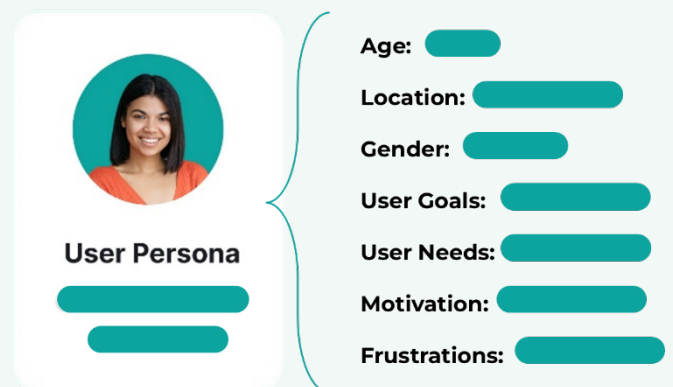 User Persona
Age:
Location:
Gender:
User Goals:
User Needs:
Motivation:
Frustrations: